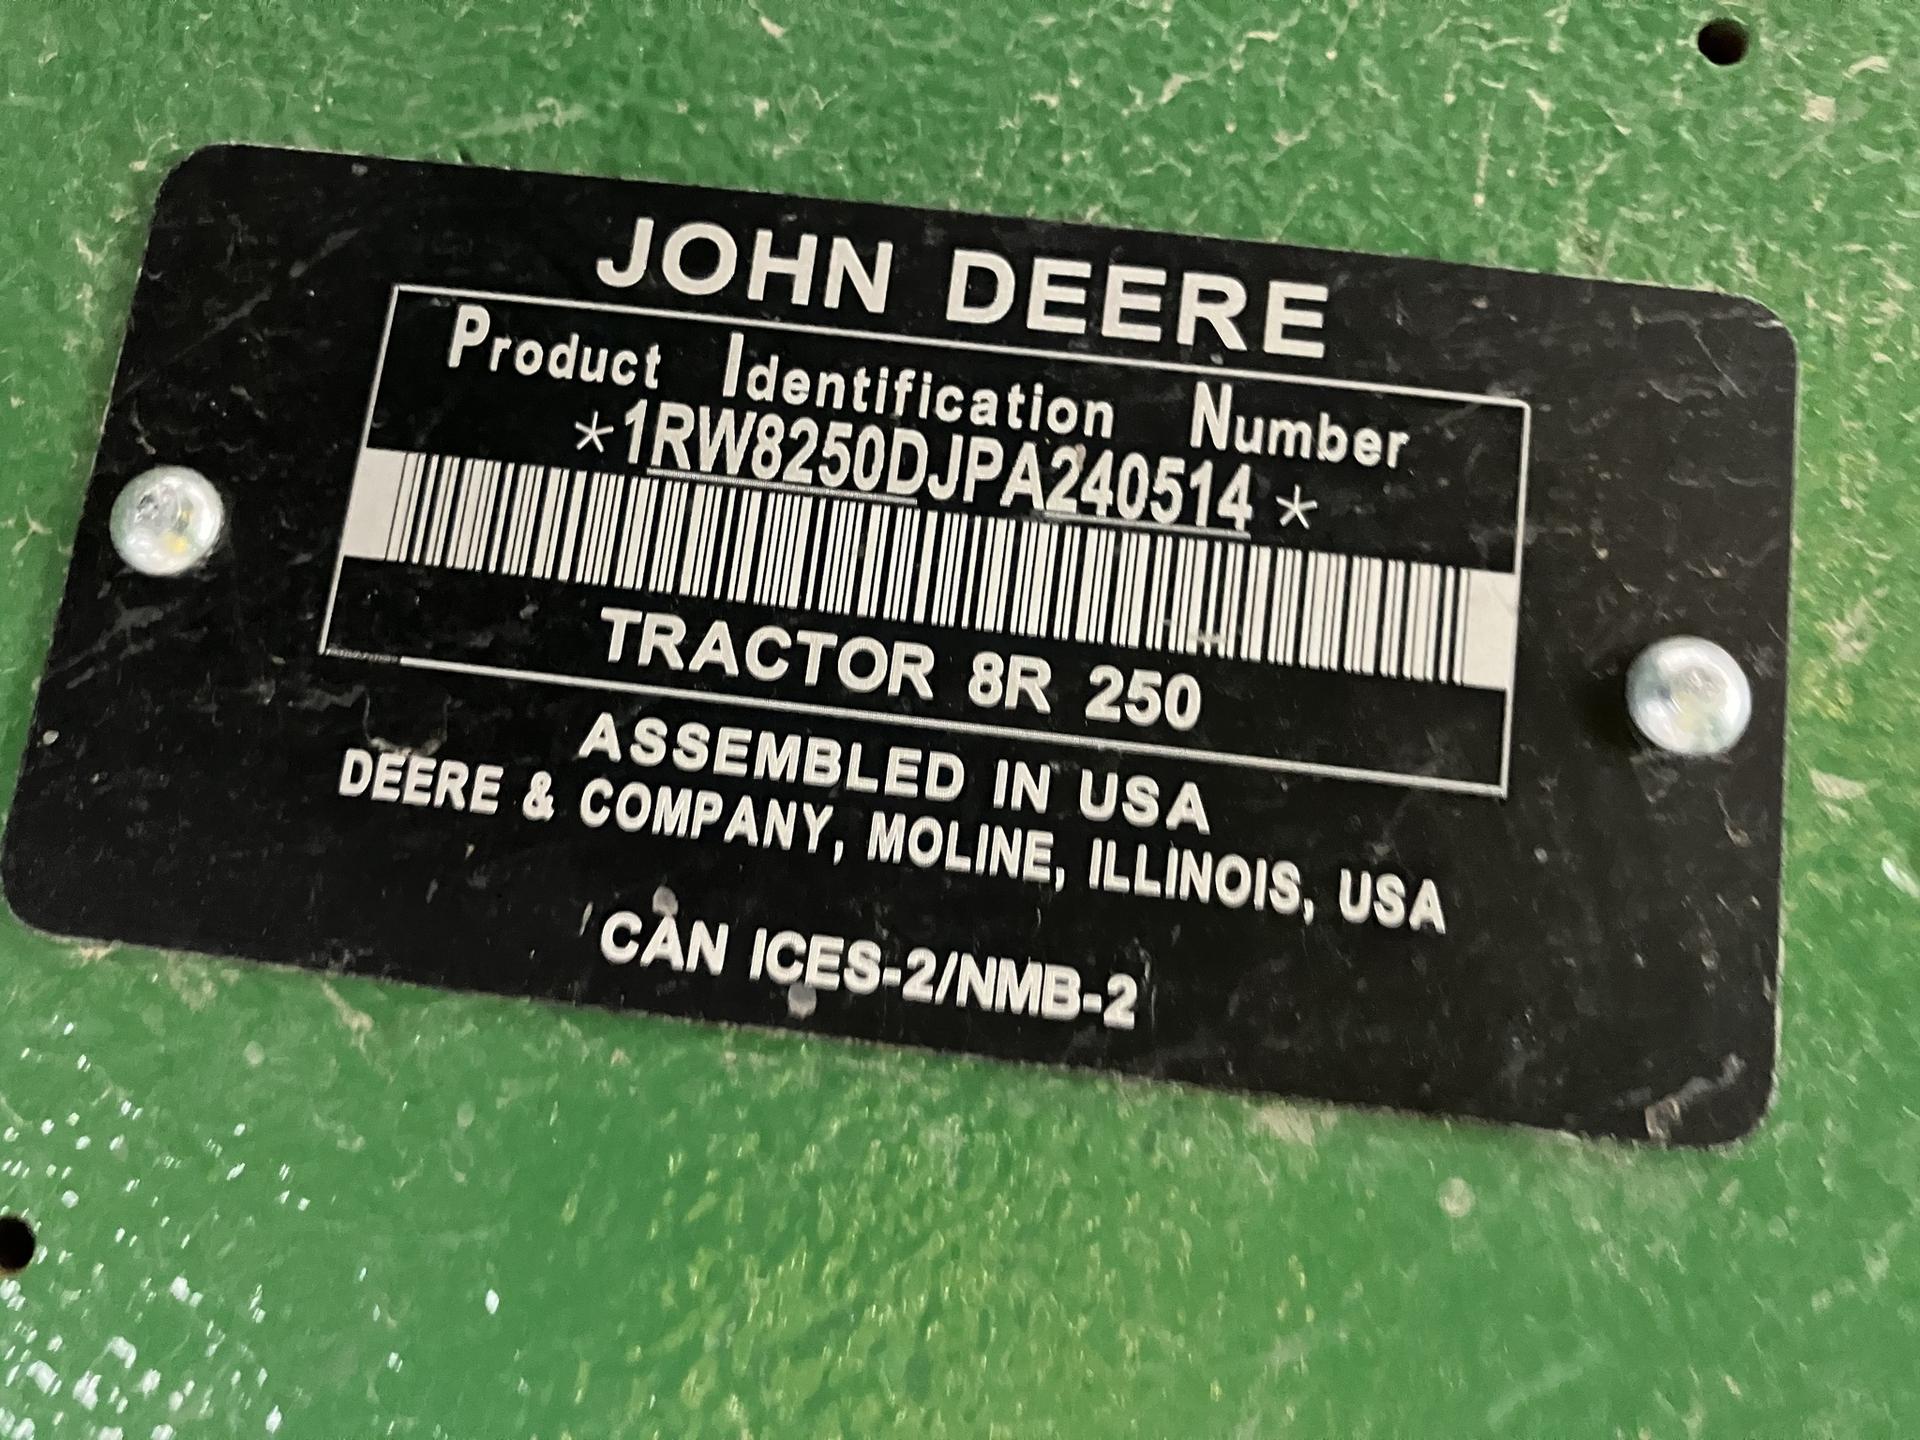 JOHN DEERE
Product Identification Number
*1RW8250DJPA240514*
TRACTOR 8R 250
ASSEMBLED IN USA
DEERE & COMPANY, MOLINE, ILLINOIS, USA
CAN ICES-2/NMB-2